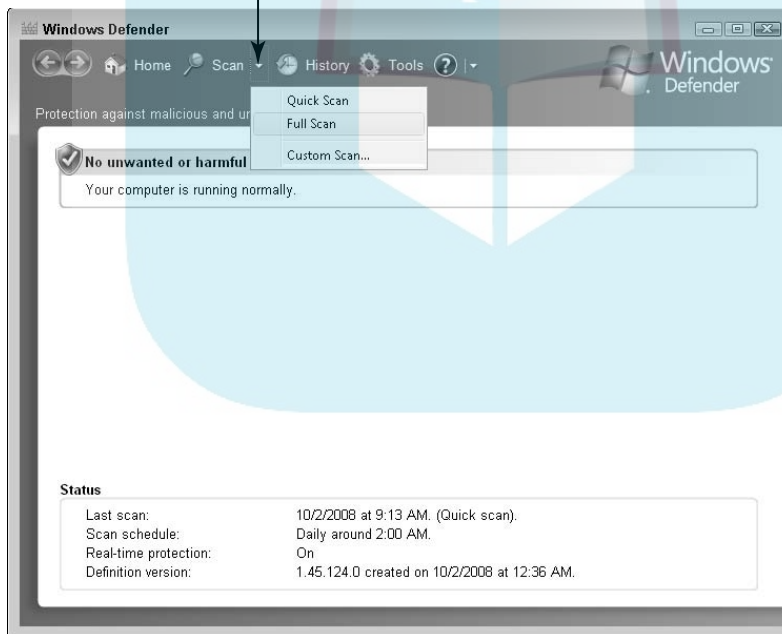 Windows Defender
Home Scan History Tools ? 
Windows
Defender
Protection against malicious and un
Quick Scan
Full Scan
Custom Scan...
No unwanted or harmful
Your computer is running normally.
Status
Last scan: 10/2/2008 at 9:13 AM. (Quick scan).
Scan schedule: Daily around 2:00 AM.
Real-time protection: On
Definition version: 1.45.124.0 created on 10/2/2008 at 12:36 AM.